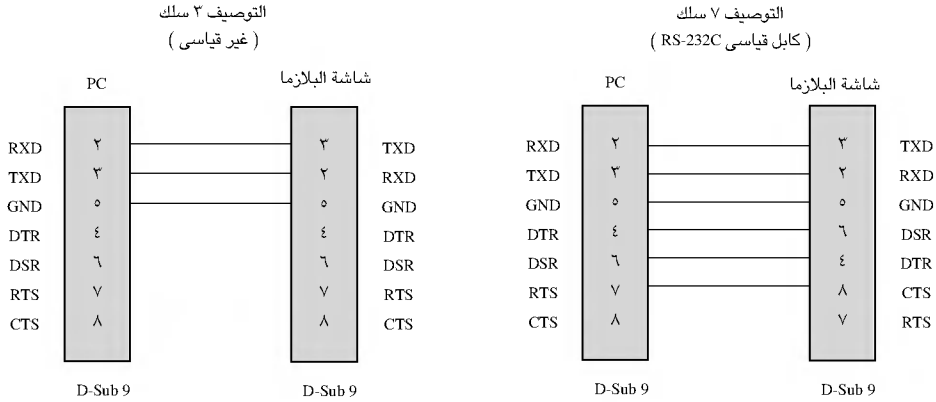 التوصيف ٧ سلك
( كابل قياسى RS-232C )
PC شاشة البلازما
RXD ٢ ٣ TXD
TXD ٣ ٢ RXD
GND ٥ ٥ GND
DTR ٤ ٦ DSR
DSR ٦ ٤ DTR
RTS ٧ ٨ CTS
CTS ٨ ٧ RTS
D-Sub 9 D-Sub 9
التوصيف ٣ سلك
( غير قياسى )
PC شاشة البلازما
RXD ٢ ٣ TXD
TXD ٣ ٢ RXD
GND ٥ ٥ GND
DTR ٤ ٤ DTR
DSR ٦ ٦ DSR
RTS ٧ ٧ RTS
CTS ٨ ٨ CTS
D-Sub 9 D-Sub 9